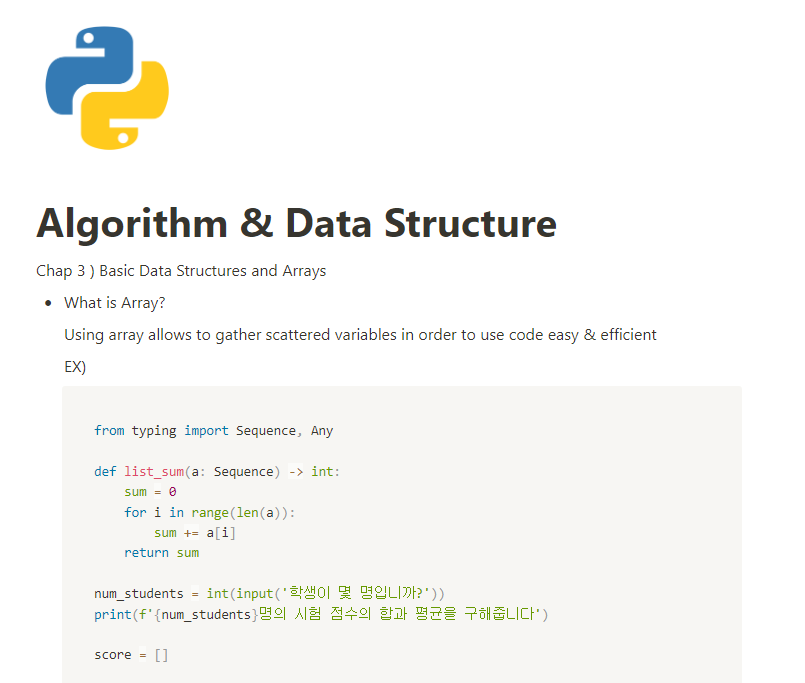 Algorithm & Data Structure
Chap 3 ) Basic Data Structures and Arrays
• What is Array?
Using array allows to gather scattered variables in order to use code easy & efficient
EX)
from typing import Sequence, Any
def list_sum(a: Sequence) -> int:
    sum = 0
    for i in range(len(a)):
        sum += a[i]
    return sum
num_students = int(input('학생이 몇 명입니까?'))
print(f'{num_students}명의 시험 점수의 합과 평균을 구해줍니다')
score = []